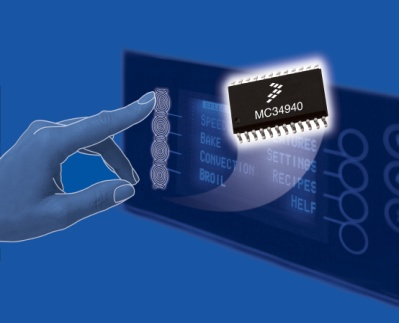 MC34940
SPEE
BAKE
CONVECTION
BROIL
TURES
SETTINGS
RECIPES
HELP